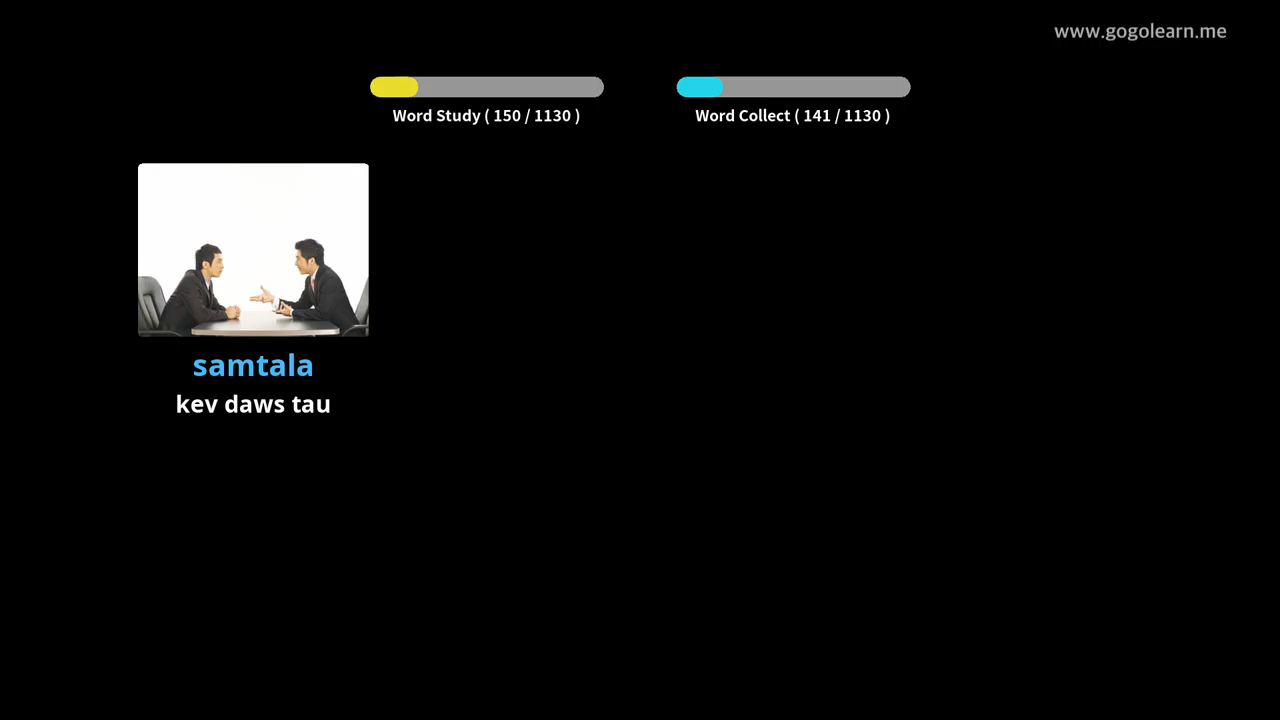 www.gogolearn.me
Word Study ( 150 / 1130 )
Word Collect ( 141 / 1130 )
samtala
kev daws tau